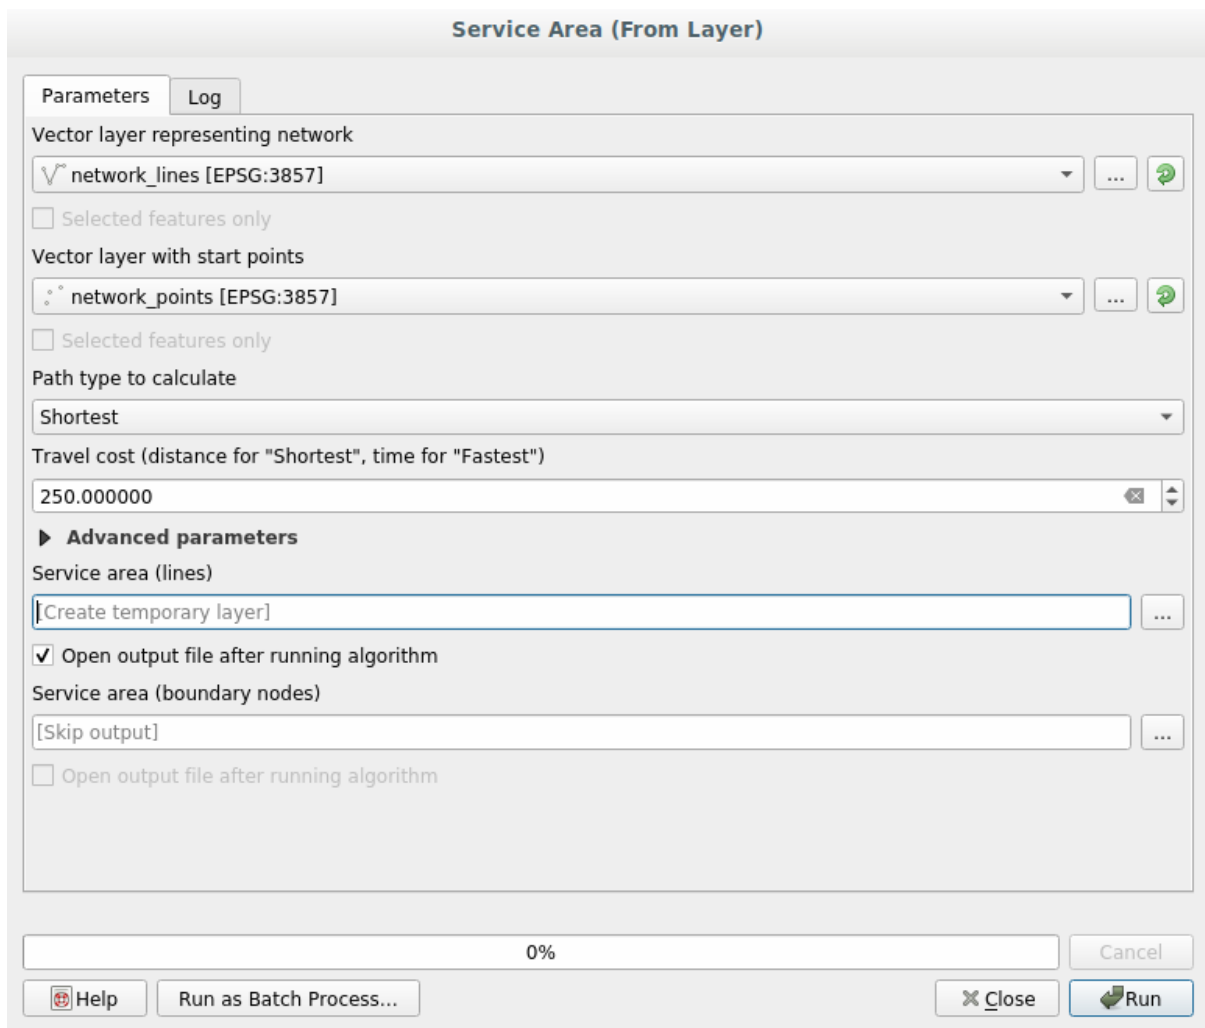 Service Area (From Layer)
Parameters
Log
Vector layer representing network
network_lines [EPSG:3857]
...
Selected features only
Vector layer with start points
network_points [EPSG:3857]
...
Selected features only
Path type to calculate
Shortest
Travel cost (distance for "Shortest", time for "Fastest")
250.000000
Advanced parameters
Service area (lines)
[Create temporary layer]
...
Open output file after running algorithm
Service area (boundary nodes)
[Skip output]
...
Open output file after running algorithm
0%
Cancel
Help
Run as Batch Process...
Close
Run